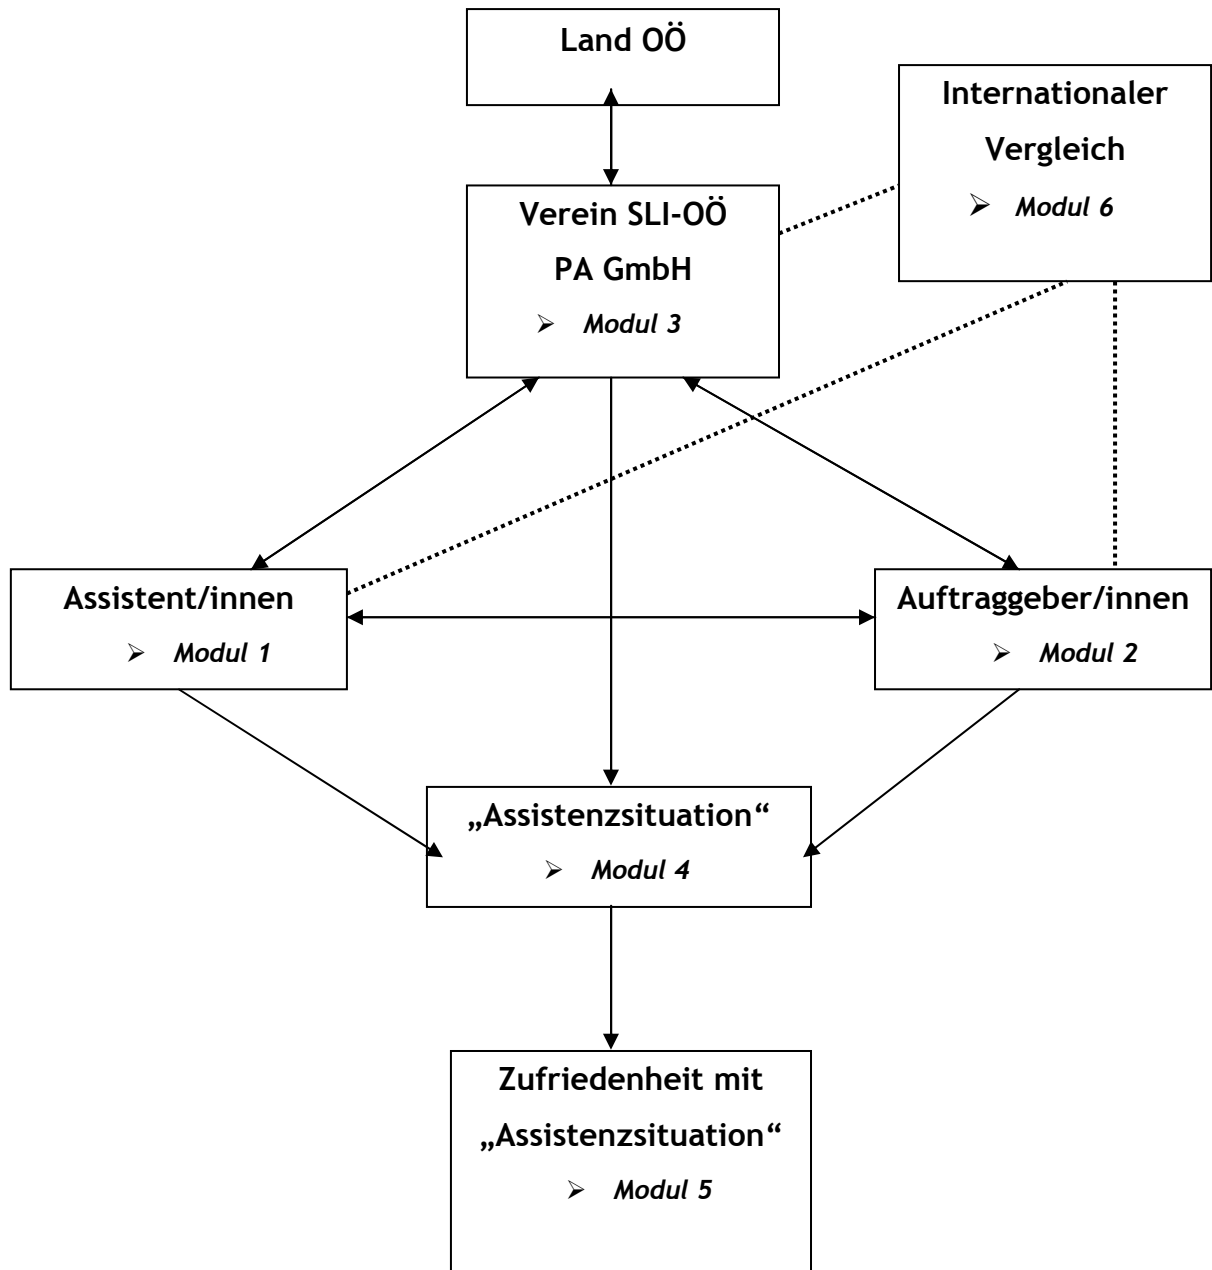 Land OÖ
Internationaler
Vergleich
➢ Modul 6
Verein SLI-OÖ
PA GmbH
➢ Modul 3
Assistent/innen
➢ Modul 1
Auftraggeber/innen
➢ Modul 2
„Assistenzsituation“
➢ Modul 4
Zufriedenheit mit
„Assistenzsituation“
➢ Modul 5